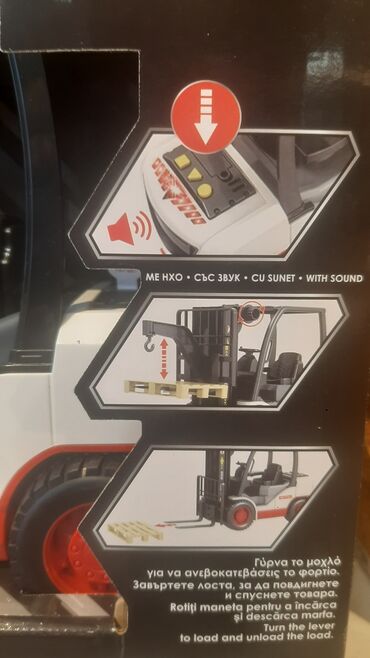 ΜΕ ΗΧΟ • СЪС ЗВУК • CU SUNET • WITH SOUND
Γύρνα το μοχλό
για να ανεβοκατεβάσεις το φορτίο.
Завъртете лоста, за да повдигнете
и спуснете товара.
Rotiți maneta pentru a încărca
și descărca marfa.
Turn the lever
to load and unload the load.